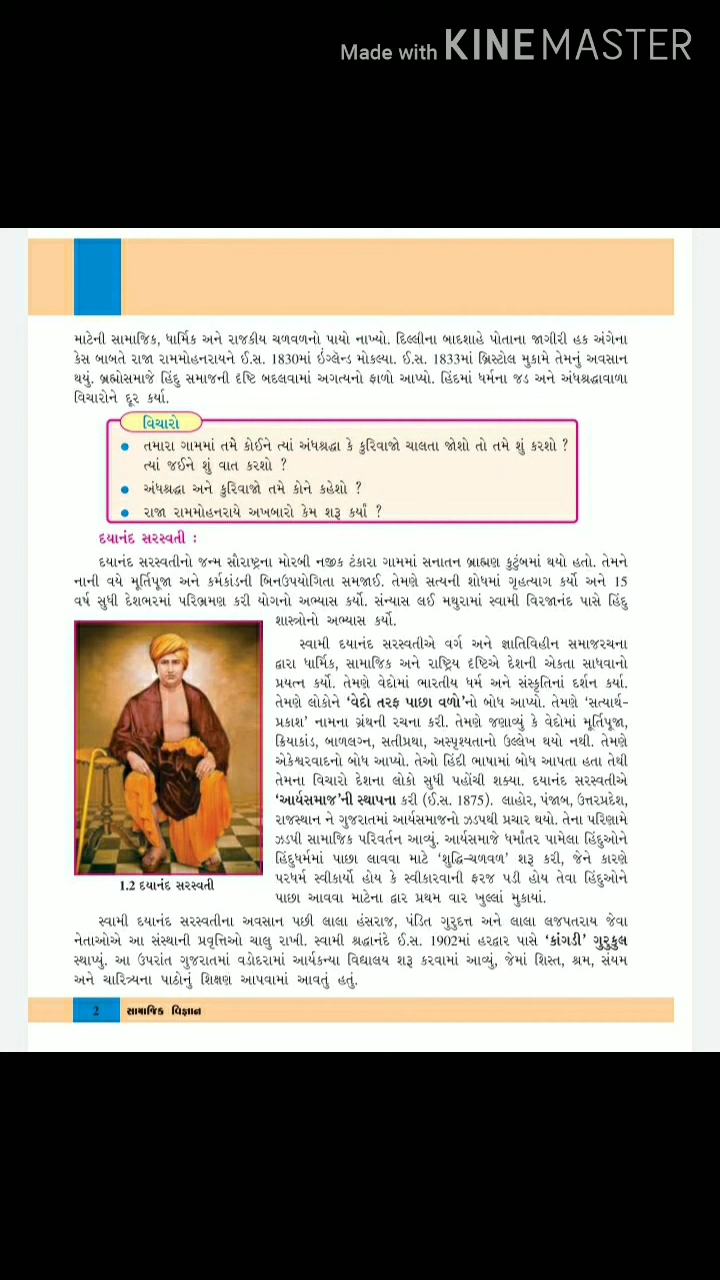 Made with KINEMASTER
માટેની સામાજિક, ધાર્મિક અને રાજકીય ચળવળનો પાયો નાખ્યો. દિલ્લીના બાદશાહે પોતાના જાગીરી હક અંગેના
કેસ બાબતે રાજા રામમોહનરાયને ઈ.સ. 1830માં ઇંગ્લેન્ડ મોકલ્યા. ઈ.સ. 1833માં બ્રિસ્ટોલ મુકામે તેમનું અવસાન
થયું. બ્રહ્મોસમાજે હિંદુ સમાજની દૃષ્ટિ બદલવામાં અગત્યનો ફાળો આપ્યો. હિંદમાં ધર્મના જડ અને અંધશ્રદ્ધાવાળા
વિચારોને દૂર કર્યા.
વિચારો
• તમારા ગામમાં તમે કોઈને ત્યાં અંધશ્રદ્ધા કે કુરિવાજો ચાલતા જોશો તો તમે શું કરશો ?
ત્યાં જઈને શું વાત કરશો ?
• અંધશ્રદ્ધા અને કુરિવાજો તમે કોને કહેશો ?
• રાજા રામમોહનરાયે અખબારો કેમ શરૂ કર્યાં ?
દયાનંદ સરસ્વતી :
દયાનંદ સરસ્વતીનો જન્મ સૌરાષ્ટ્રના મોરબી નજીક ટંકારા ગામમાં સનાતન બ્રાહ્મણ કુટુંબમાં થયો હતો. તેમને
નાની વયે મૂર્તિપૂજા અને કર્મકાંડની બિનઉપયોગિતા સમજાઈ. તેમણે સત્યની શોધમાં ગૃહત્યાગ કર્યો અને 15
વર્ષ સુધી દેશભરમાં પરિભ્રમણ કરી યોગનો અભ્યાસ કર્યો. સંન્યાસ લઈ મથુરામાં સ્વામી વિરજાનંદ પાસે હિંદુ
શાસ્ત્રોનો અભ્યાસ કર્યો.
સ્વામી દયાનંદ સરસ્વતીએ વર્ગ અને જ્ઞાતિવિહીન સમાજરચના
દ્વારા ધાર્મિક, સામાજિક અને રાષ્ટ્રિય દૃષ્ટિએ દેશની એકતા સાધવાનો
પ્રયત્ન કર્યો. તેમણે વેદોમાં ભારતીય ધર્મ અને સંસ્કૃતિનાં દર્શન કર્યા.
તેમણે લોકોને ‘વેદો તરફ પાછા વળો’નો બોધ આપ્યો. તેમણે ‘સત્યાર્થ-
પ્રકાશ’ નામના ગ્રંથની રચના કરી. તેમણે જણાવ્યું કે વેદોમાં મૂર્તિપૂજા,
ક્રિયાકાંડ, બાળલગ્ન, સતીપ્રથા, અસ્પૃશ્યતાનો ઉલ્લેખ થયો નથી. તેમણે
એકેશ્વરવાદનો બોધ આપ્યો. તેઓ હિંદી ભાષામાં બોધ આપતા હતા તેથી
તેમના વિચારો દેશના લોકો સુધી પહોંચી શક્યા. દયાનંદ સરસ્વતીએ
‘આર્યસમાજ’ની સ્થાપના કરી (ઈ.સ. 1875). લાહોર, પંજાબ, ઉત્તરપ્રદેશ,
રાજસ્થાન ને ગુજરાતમાં આર્યસમાજનો ઝડપથી પ્રચાર થયો. તેના પરિણામે
ઝડપી સામાજિક પરિવર્તન આવ્યું. આર્યસમાજે ધર્માંતર પામેલા હિંદુઓને
હિંદુધર્મમાં પાછા લાવવા માટે ‘શુદ્ધિ-ચળવળ’ શરૂ કરી, જેને કારણે
પરધર્મ સ્વીકાર્યો હોય કે સ્વીકારવાની ફરજ પડી હોય તેવા હિંદુઓને
પાછા આવવા માટેના દ્વાર પ્રથમ વાર ખુલ્લાં મુકાયાં.
1.2 દયાનંદ સરસ્વતી
સ્વામી દયાનંદ સરસ્વતીના અવસાન પછી લાલા હંસરાજ, પંડિત ગુરુદત્ત અને લાલા લજપતરાય જેવા
નેતાઓએ આ સંસ્થાની પ્રવૃત્તિઓ ચાલુ રાખી. સ્વામી શ્રદ્ધાનંદે ઈ.સ. 1902માં હરદ્વાર પાસે ‘કાંગડી’ ગુરુકુલ
સ્થાપ્યું. આ ઉપરાંત ગુજરાતમાં વડોદરામાં આર્યકન્યા વિદ્યાલય શરૂ કરવામાં આવ્યું, જેમાં શિસ્ત, શ્રમ, સંયમ
અને ચારિત્ર્યના પાઠોનું શિક્ષણ આપવામાં આવતું હતું.
2 સામાજિક વિજ્ઞાન